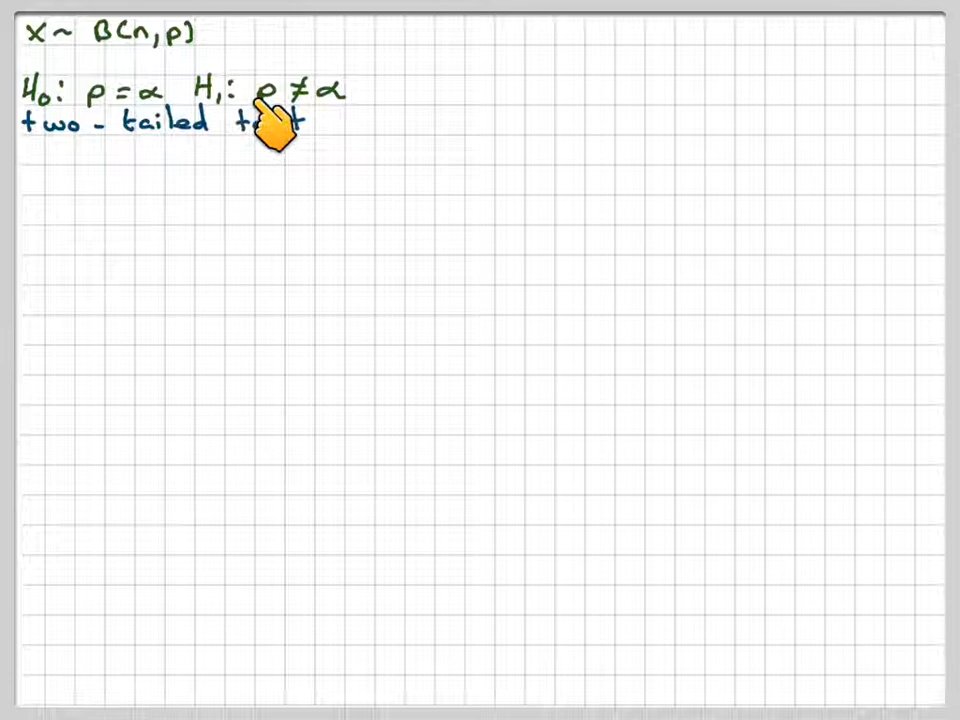 X ~ B(n, p)
H₀: p = α H₁: p ≠ α
two - tailed